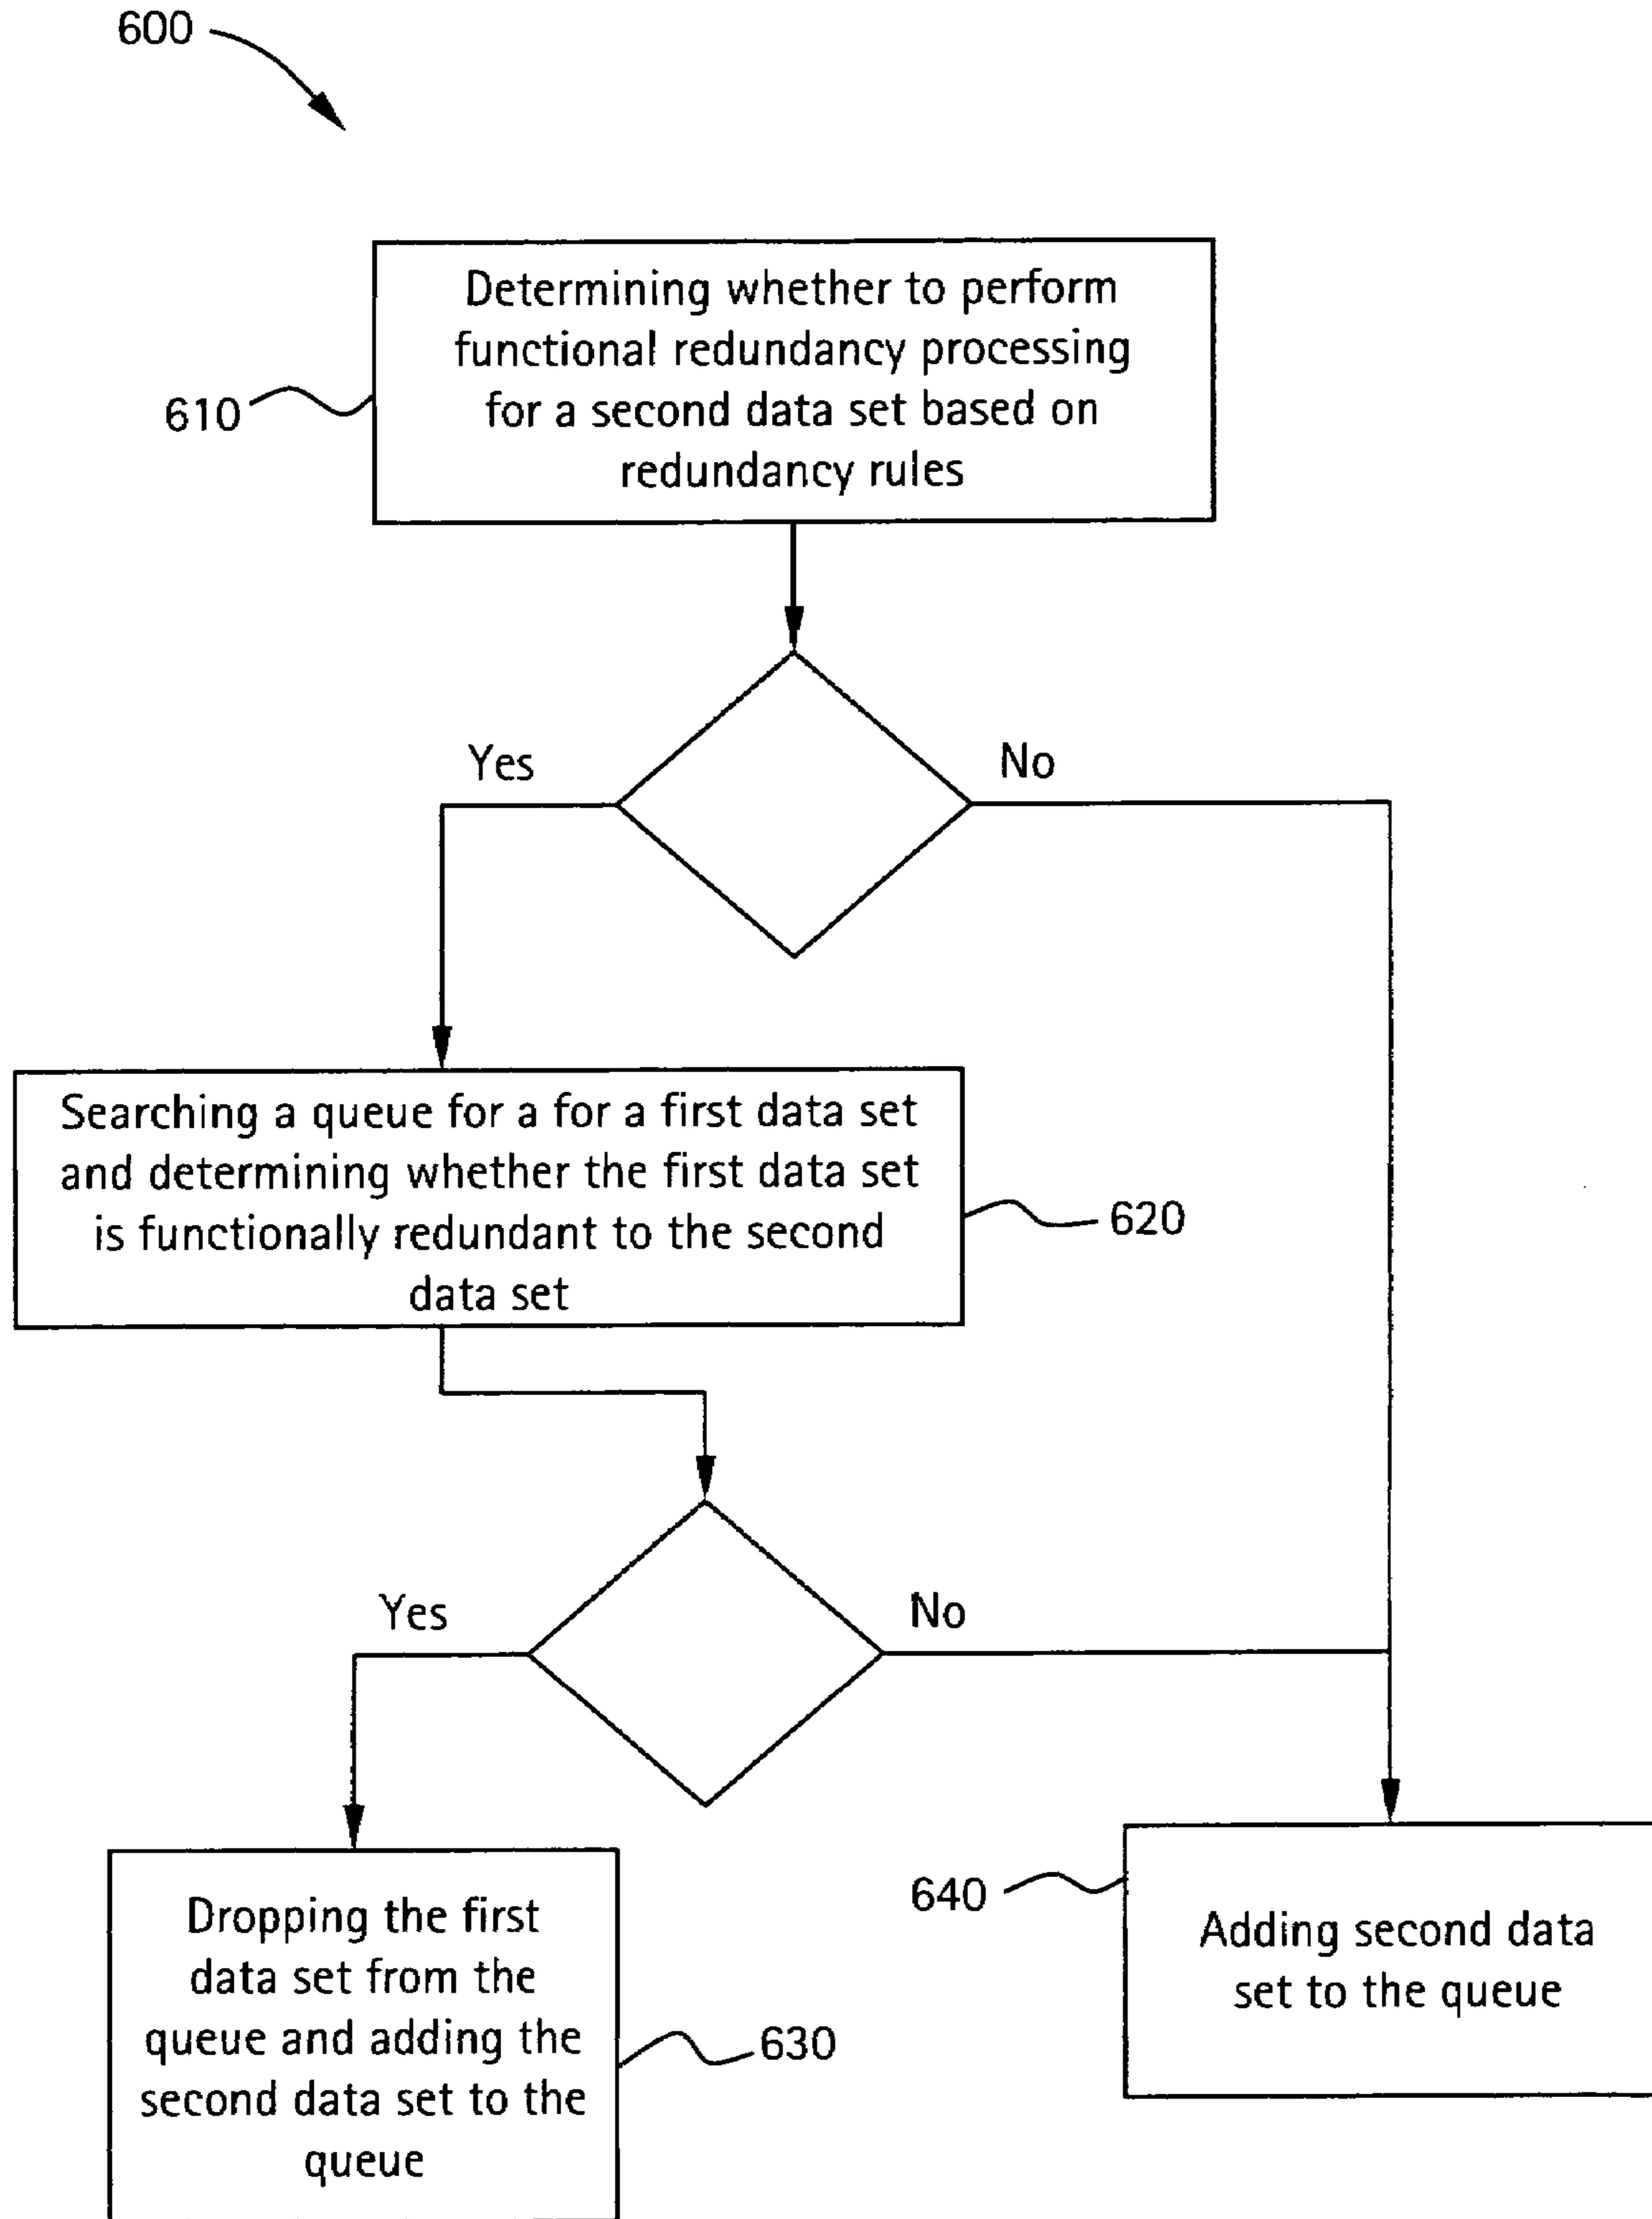 600
Determining whether to perform
functional redundancy processing
for a second data set based on
redundancy rules
610
Yes
No
Searching a queue for a for a first data set
and determining whether the first data set
is functionally redundant to the second
data set
620
Yes
No
Dropping the first
data set from the
queue and adding the
second data set to the
queue
630
640
Adding second data
set to the queue